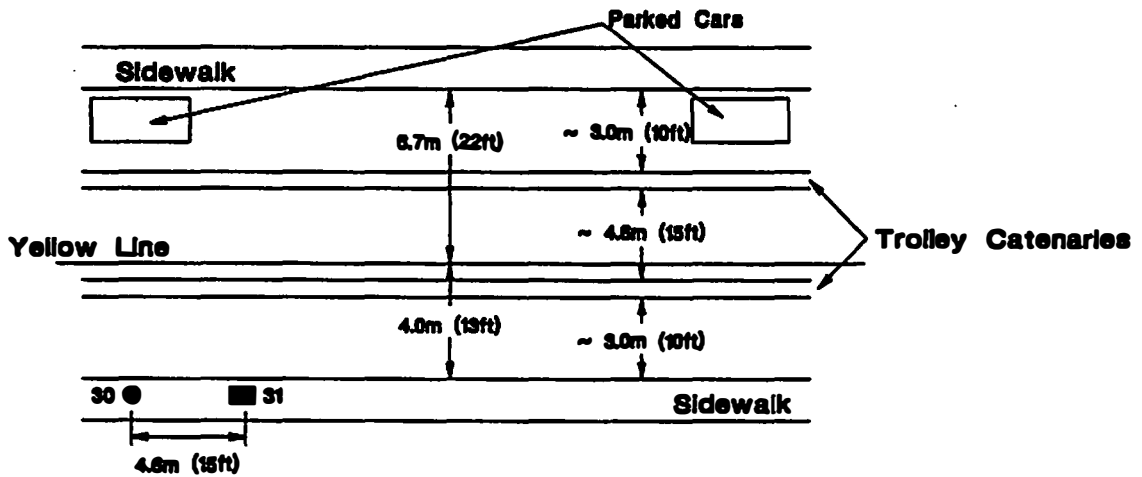 Parked Cars
Sidewalk
6.7m (22ft)
~ 3.0m (10ft)
~ 4.6m (15ft)
Yellow Line
Trolley Catenaries
4.0m (13ft)
~ 3.0m (10ft)
30
31
Sidewalk
4.6m (15ft)